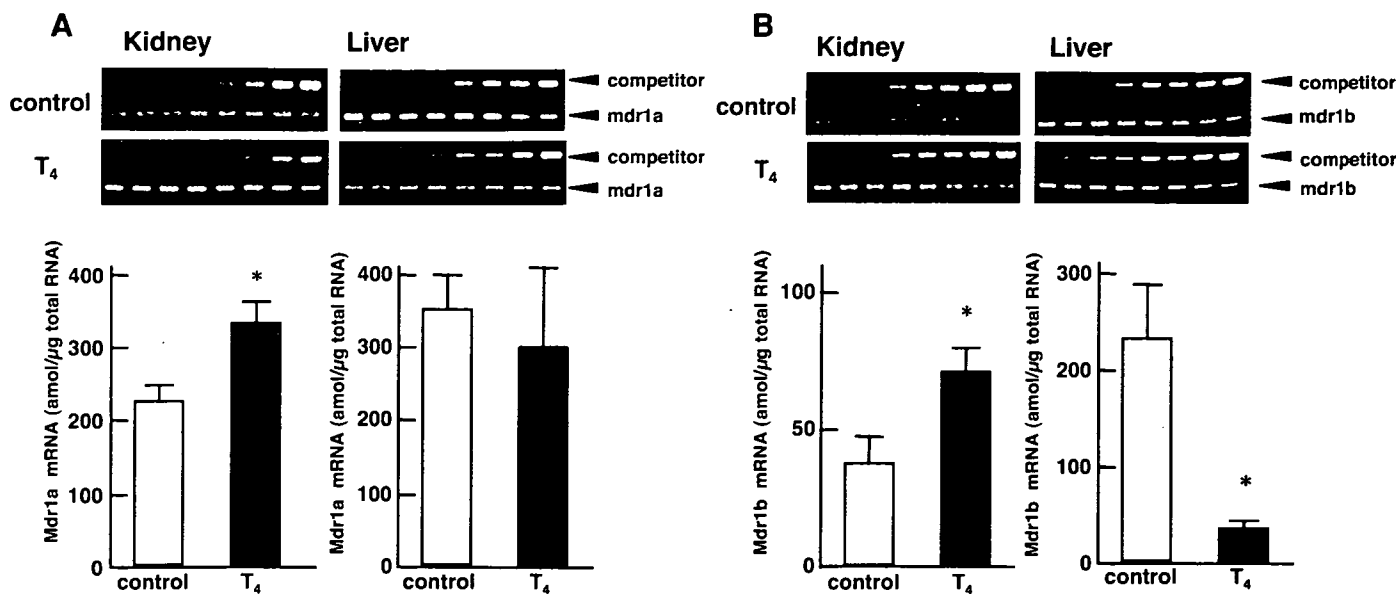 A
Kidney Liver
control
competitor
mdr1a
T4
competitor
mdr1a
Mdr1a mRNA (amol/µg total RNA)
400
300
200
100
0
*
control T4
Mdr1a mRNA (amol/µg total RNA)
400
300
200
100
0
control T4
B
Kidney Liver
control
competitor
mdr1b
T4
competitor
mdr1b
Mdr1b mRNA (amol/µg total RNA)
100
50
0
*
control T4
Mdr1b mRNA (amol/µg total RNA)
300
200
100
0
*
control T4